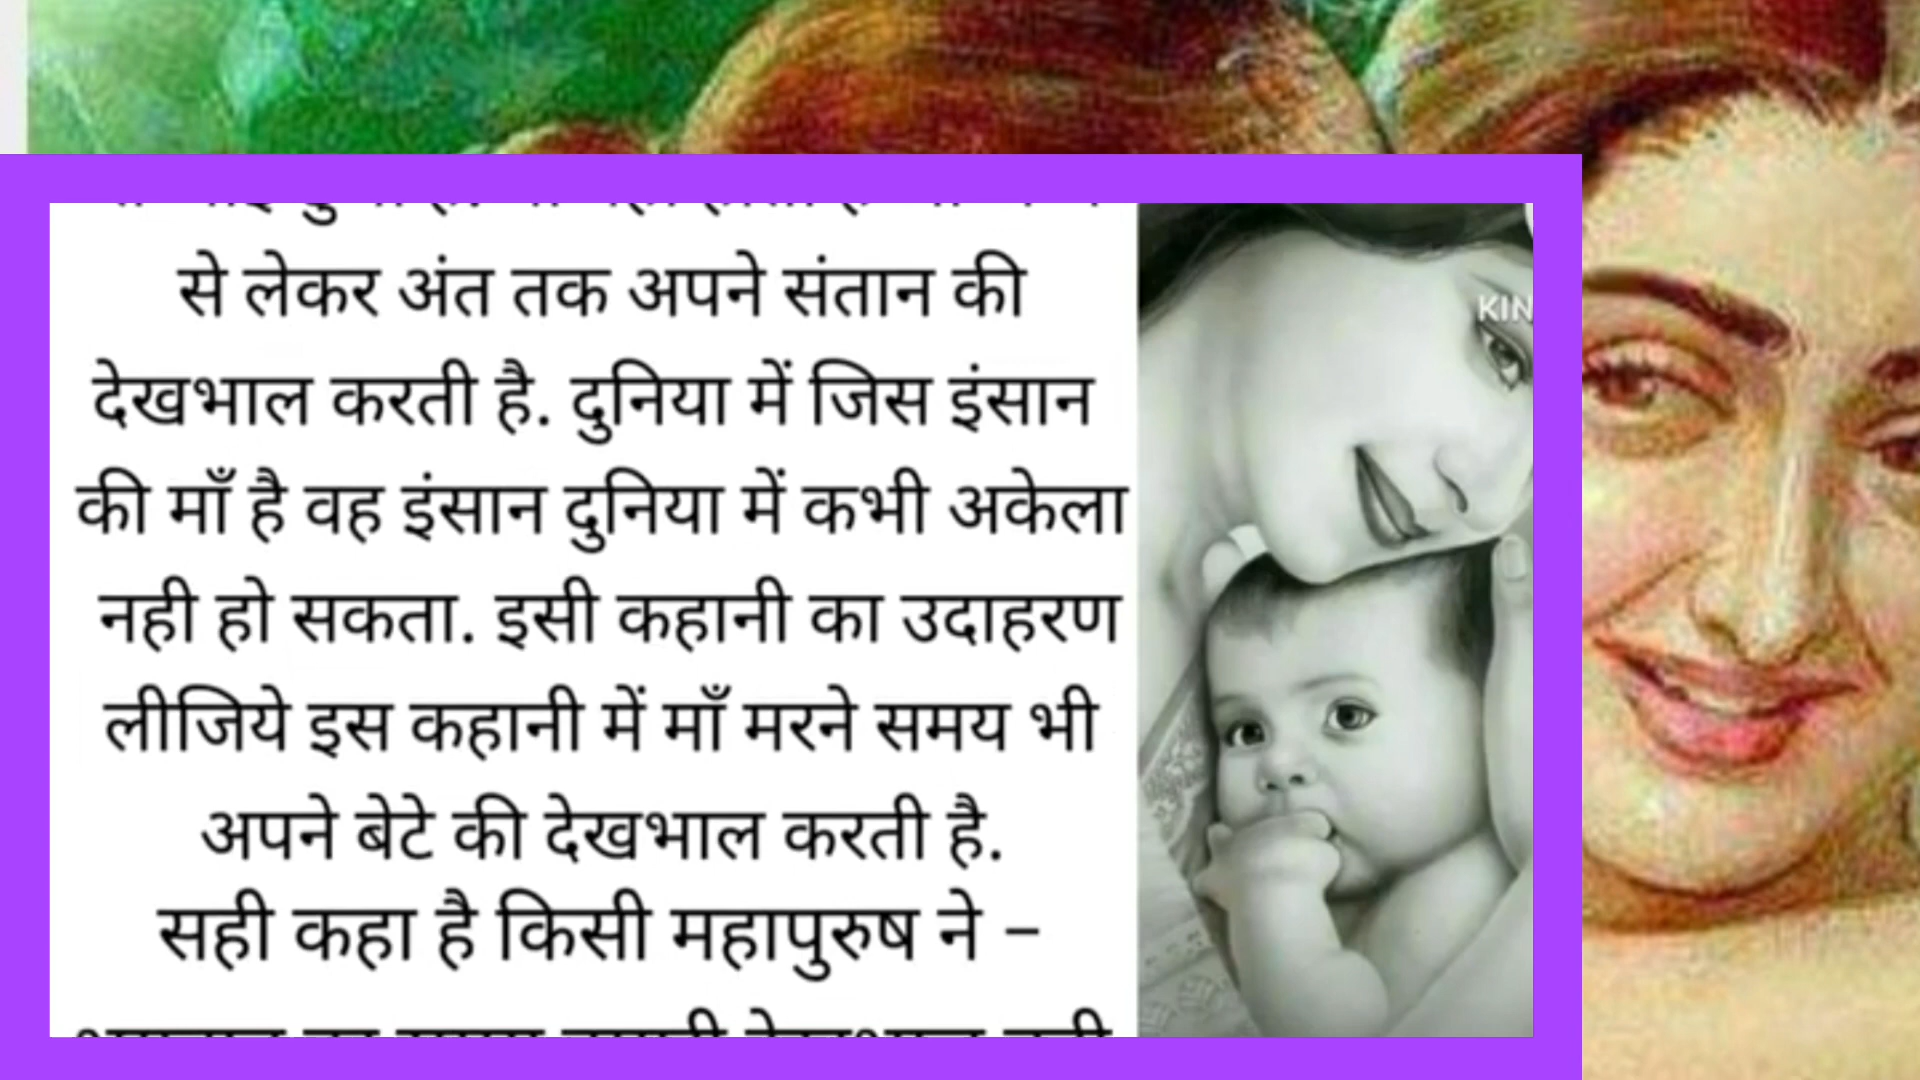 से लेकर अंत तक अपने संतान की
देखभाल करती है. दुनिया में जिस इंसान
की माँ है वह इंसान दुनिया में कभी अकेला
नही हो सकता. इसी कहानी का उदाहरण
लीजिये इस कहानी में माँ मरने समय भी
अपने बेटे की देखभाल करती है.
सही कहा है किसी महापुरुष ने –
KIN